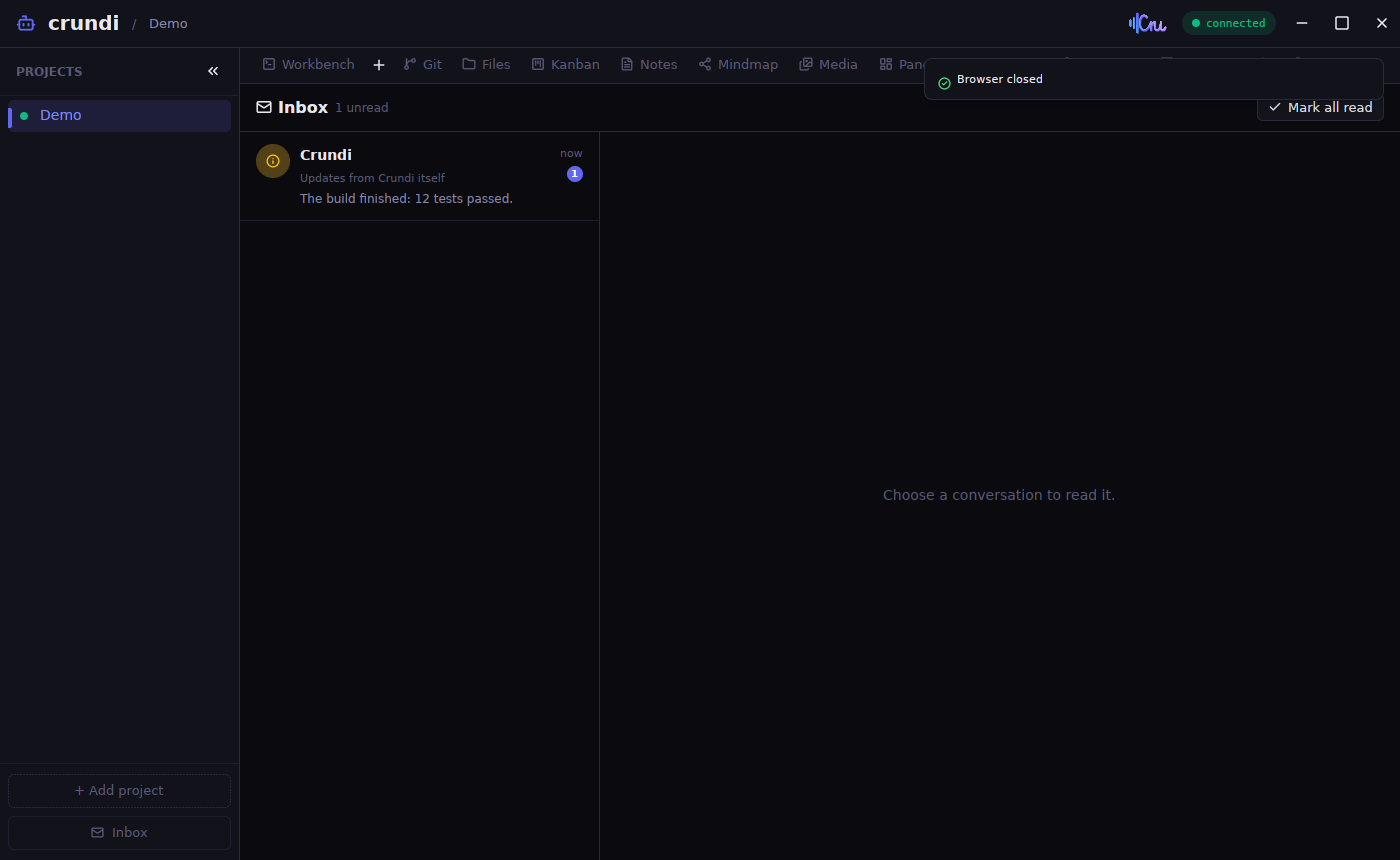 crundi / Demo
Cru
connected
PROJECTS
Workbench
Git
Files
Kanban
Notes
Mindmap
Media
Browser closed
Demo
Inbox 1 unread
Mark all read
Crundi
now
Updates from Crundi itself
1
The build finished: 12 tests passed.
Choose a conversation to read it.
+ Add project
Inbox